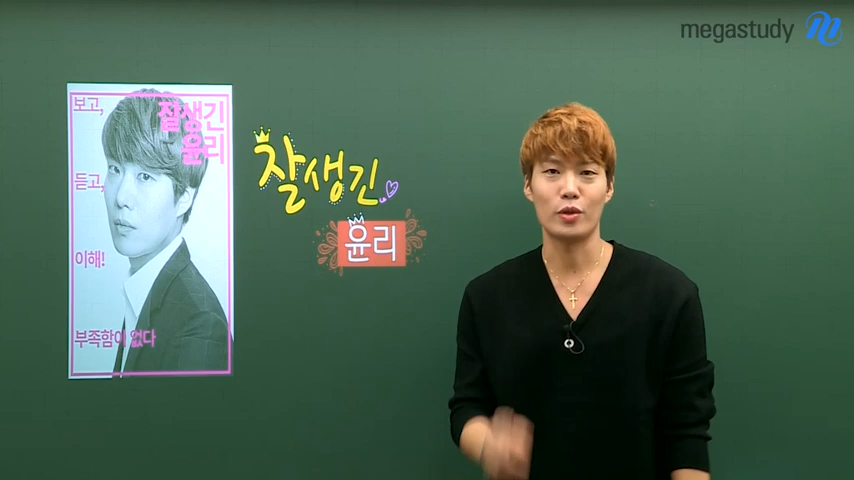 megastudy
보고,
잘생긴
윤리
듣고,
이해!
부족함이 없다
잘생긴
윤리